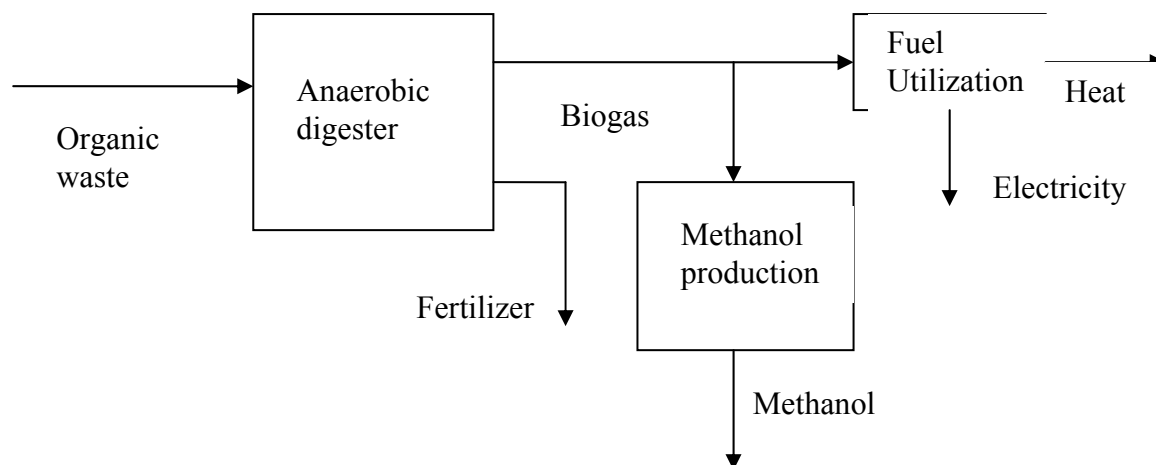 Organic
waste
Anaerobic
digester
Biogas
Fertilizer
Fuel
Utilization
Heat
Electricity
Methanol
production
Methanol